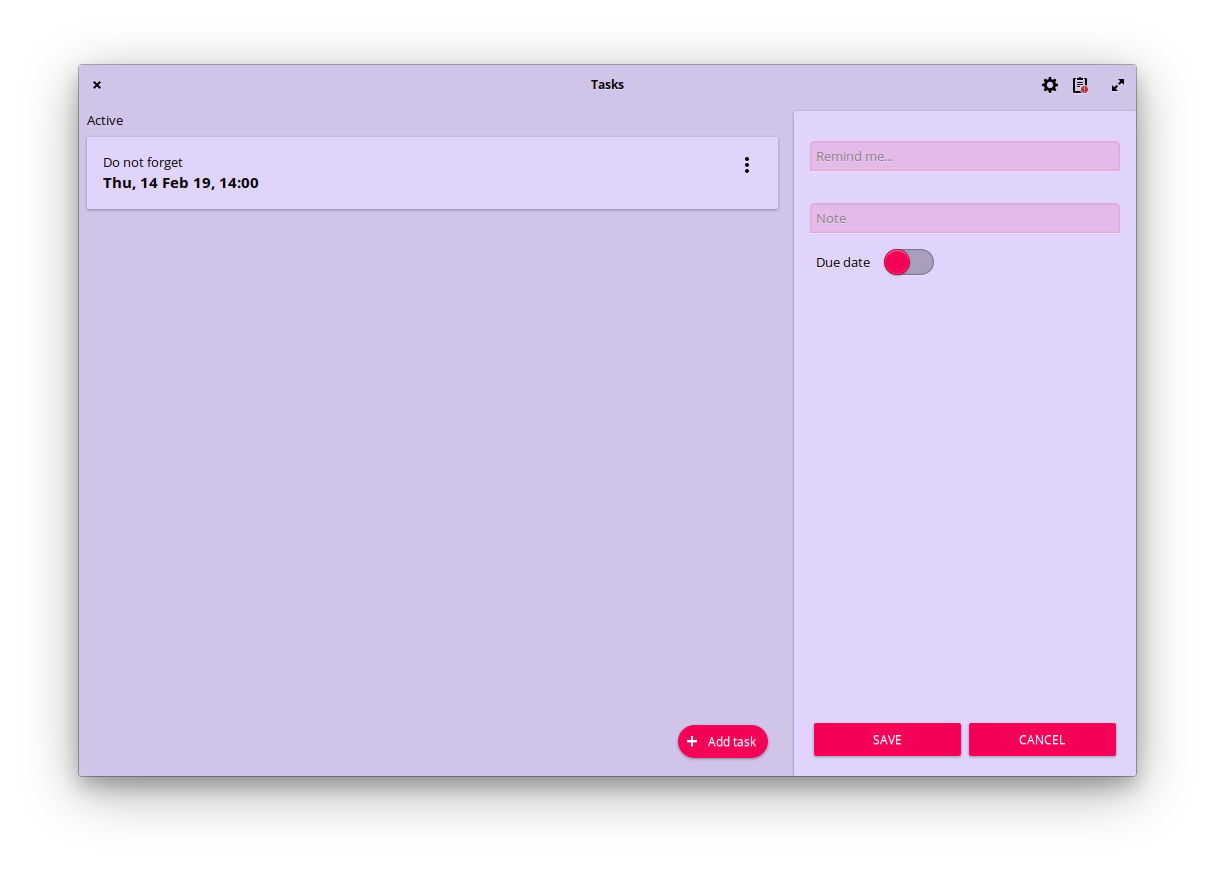 Tasks
Active
Do not forget
Thu, 14 Feb 19, 14:00
Remind me...
Note
Due date
Add task
SAVE
CANCEL